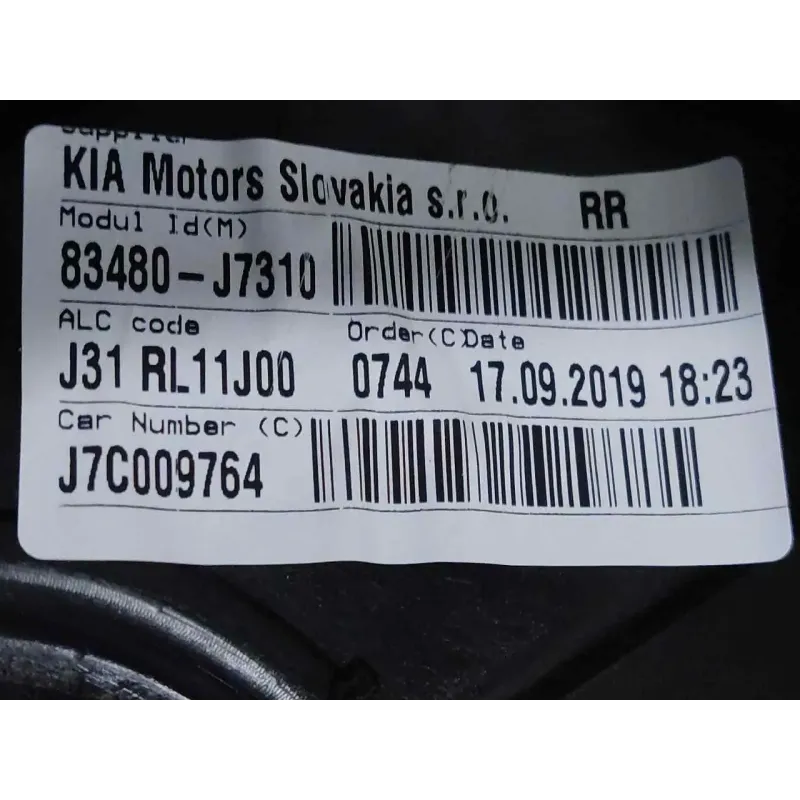 Supplier
KIA Motors Slovakia s.r.o. RR
Modul Id(M)
83480-J7310
ALC code Order(C)Date
J31 RL11J00 0744 17.09.2019 18:23
Car Number (C)
J7C009764